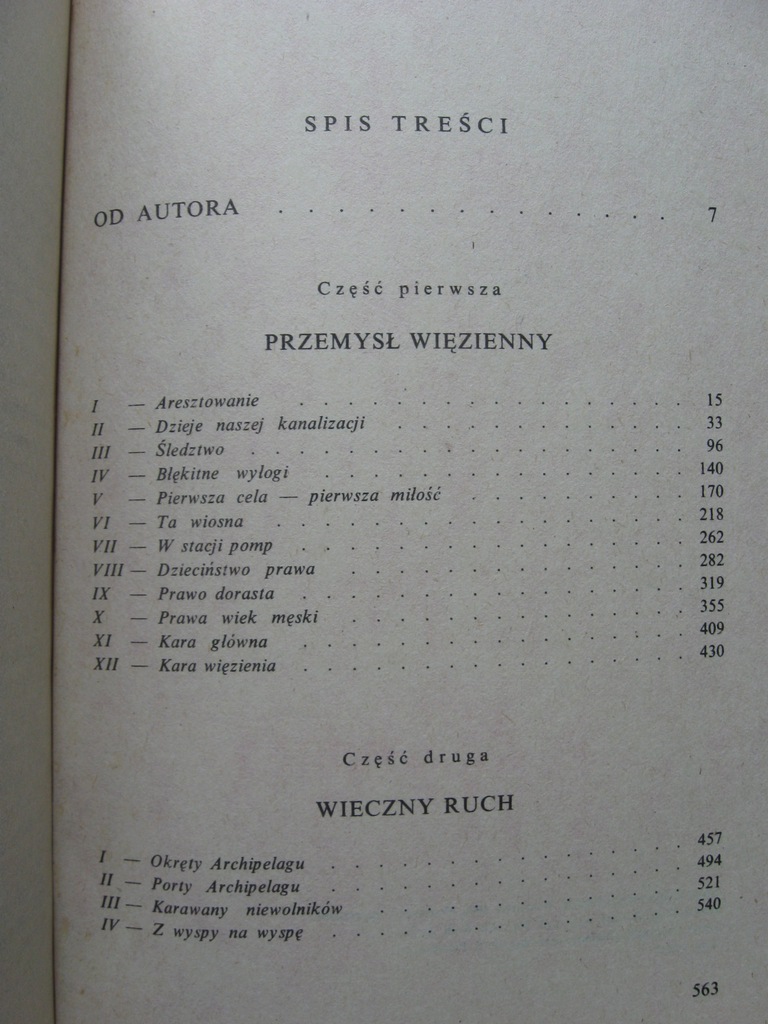 SPIS TREŚCI
OD AUTORA . . . . . . . . . . . . . . 7
Część pierwsza
PRZEMYSŁ WIĘZIENNY
I — Aresztowanie . . . . . . . . . . . . . . . 15
II — Dzieje naszej kanalizacji . . . . . . . . . . . 33
III — Śledztwo . . . . . . . . . . . . . . . . . 96
IV — Błękitne wyłogi . . . . . . . . . . . . . . 140
V — Pierwsza cela — pierwsza miłość . . . . . . . . 170
VI — Ta wiosna . . . . . . . . . . . . . . . . 218
VII — W stacji pomp . . . . . . . . . . . . . . . 262
VIII — Dzieciństwo prawa . . . . . . . . . . . . . 282
IX — Prawo dorasta . . . . . . . . . . . . . . . 319
X — Prawa wiek męski . . . . . . . . . . . . . 355
XI — Kara główna . . . . . . . . . . . . . . . 409
XII — Kara więzienia . . . . . . . . . . . . . . . 430
Część druga
WIECZNY RUCH
I — Okręty Archipelagu . . . . . . . . . . . . . 457
II — Porty Archipelagu . . . . . . . . . . . . . 494
III — Karawany niewolników . . . . . . . . . . . 521
IV — Z wyspy na wyspę . . . . . . . . . . . . . 540
563